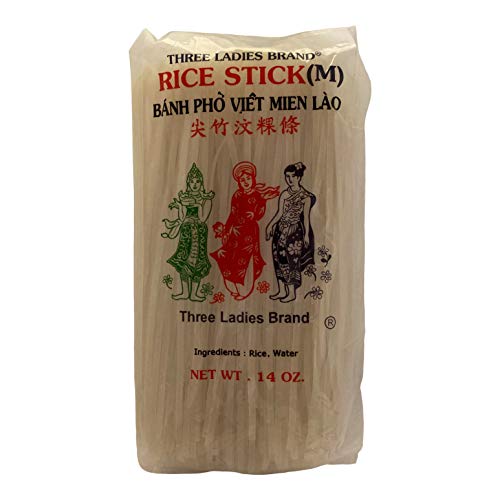 THREE LADIES BRAND®
RICE STICK(M)
BÁNH PHỞ VIỆT MIEN LÀO
尖竹汶粿條
Three Ladies Brand ®
Ingredients : Rice, Water
NET WT . 14 OZ.